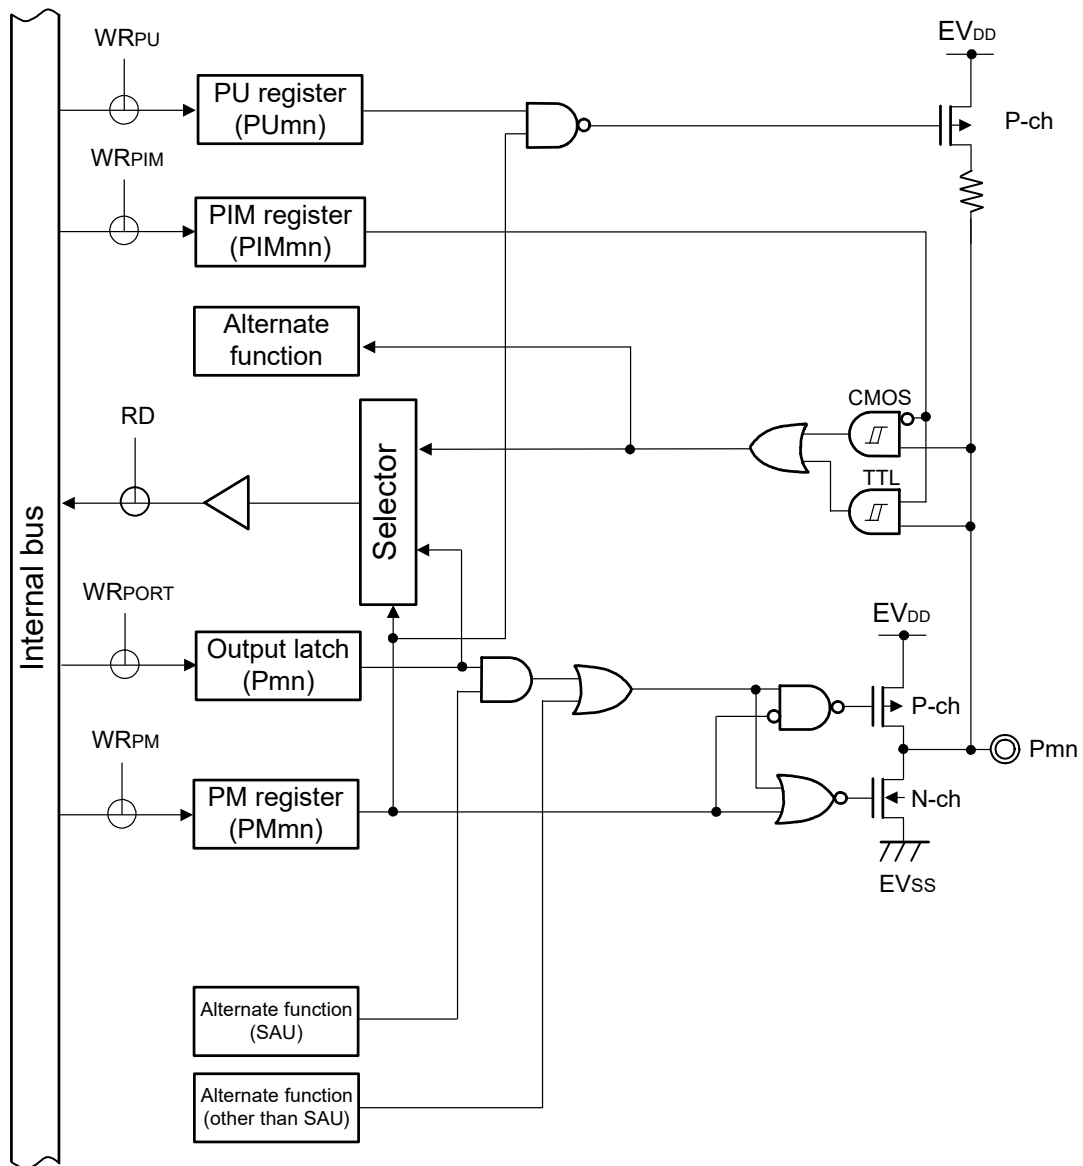 WRPU
PU register
(PUmn)
EVDD
P-ch
WRPIM
PIM register
(PIMmn)
Alternate
function
CMOS
RD
Selector
TTL
Internal bus
WRPORT
Output latch
(Pmn)
EVDD
P-ch
Pmn
WRPM
PM register
(PMmn)
N-ch
EVSS
Alternate function
(SAU)
Alternate function
(other than SAU)